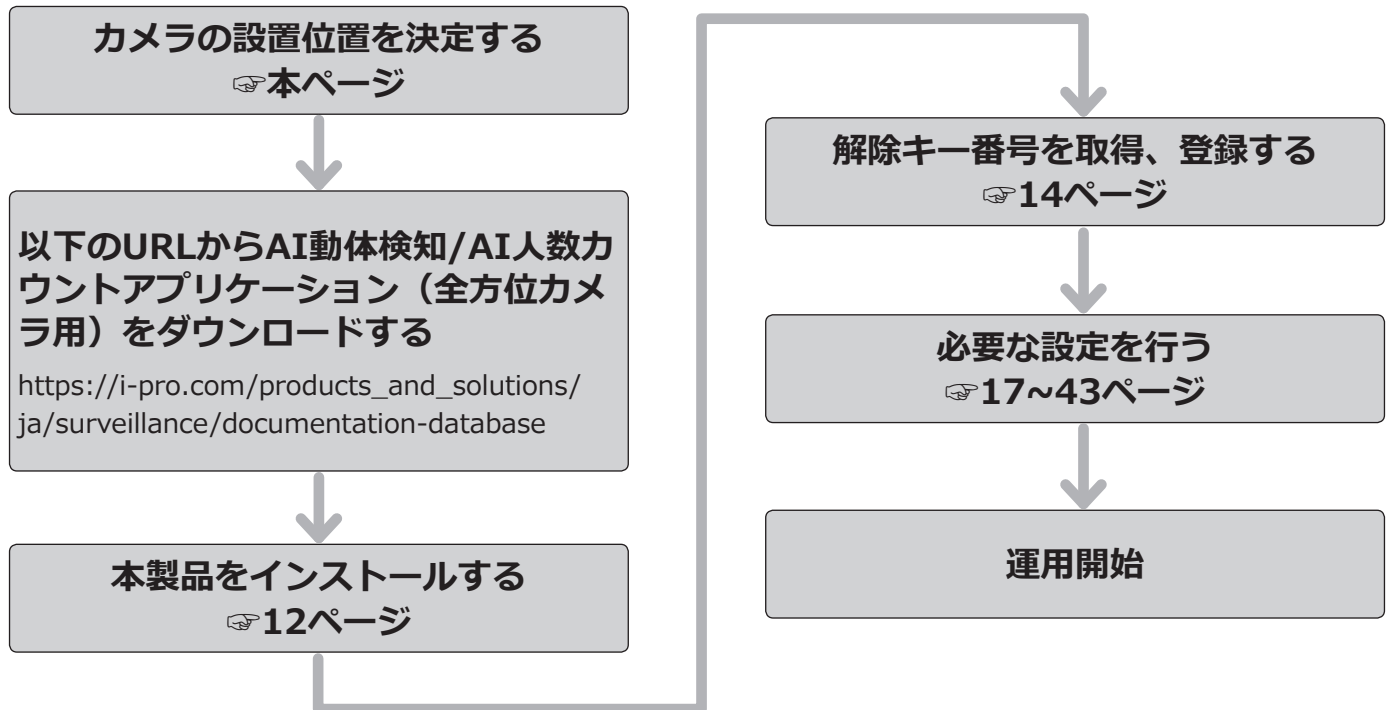 カメラの設置位置を決定する
☞本ページ
以下のURLからAI動体検知/AI人数カ
ウントアプリケーション（全方位カメ
ラ用）をダウンロードする
https://i-pro.com/products_and_solutions/
ja/surveillance/documentation-database
本製品をインストールする
☞12ページ
解除キー番号を取得、登録する
☞14ページ
必要な設定を行う
☞17~43ページ
運用開始